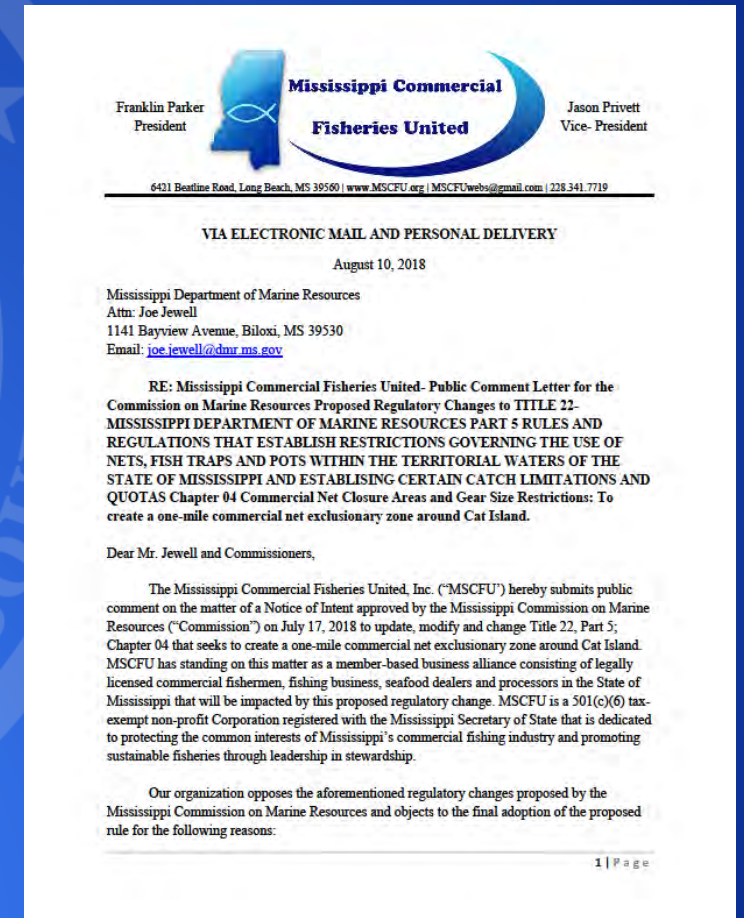 Franklin Parker
President
Mississippi Commercial
Fisheries United
Jason Privett
Vice- President
6421 Beatline Road, Long Beach, MS 39560 | www.MSCFU.org | MSCFUwebs@gmail.com | 228.341.7719
VIA ELECTRONIC MAIL AND PERSONAL DELIVERY
August 10, 2018
Mississippi Department of Marine Resources
Attn: Joe Jewell
1141 Bayview Avenue, Biloxi, MS 39530
Email: joe.jewell@dmr.ms.gov
RE: Mississippi Commercial Fisheries United- Public Comment Letter for the
Commission on Marine Resources Proposed Regulatory Changes to TITLE 22-
MISSISSIPPI DEPARTMENT OF MARINE RESOURCES PART 5 RULES AND
REGULATIONS THAT ESTABLISH RESTRICTIONS GOVERNING THE USE OF
NETS, FISH TRAPS AND POTS WITHIN THE TERRITORIAL WATERS OF THE
STATE OF MISSISSIPPI AND ESTABLISING CERTAIN CATCH LIMITATIONS AND
QUOTAS Chapter 04 Commercial Net Closure Areas and Gear Size Restrictions: To
create a one-mile commercial net exclusionary zone around Cat Island.
Dear Mr. Jewell and Commissioners,
The Mississippi Commercial Fisheries United, Inc. ("MSCFU') hereby submits public
comment on the matter of a Notice of Intent approved by the Mississippi Commission on Marine
Resources ("Commission") on July 17, 2018 to update, modify and change Title 22, Part 5;
Chapter 04 that seeks to create a one-mile commercial net exclusionary zone around Cat Island.
MSCFU has standing on this matter as a member-based business alliance consisting of legally
licensed commercial fishermen, fishing business, seafood dealers and processors in the State of
Mississippi that will be impacted by this proposed regulatory change. MSCFU is a 501(c)(6) tax-
exempt non-profit Corporation registered with the Mississippi Secretary of State that is dedicated
to protecting the common interests of Mississippi's commercial fishing industry and promoting
sustainable fisheries through leadership in stewardship.
Our organization opposes the aforementioned regulatory changes proposed by the
Mississippi Commission on Marine Resources and objects to the final adoption of the proposed
rule for the following reasons:
1 | Page